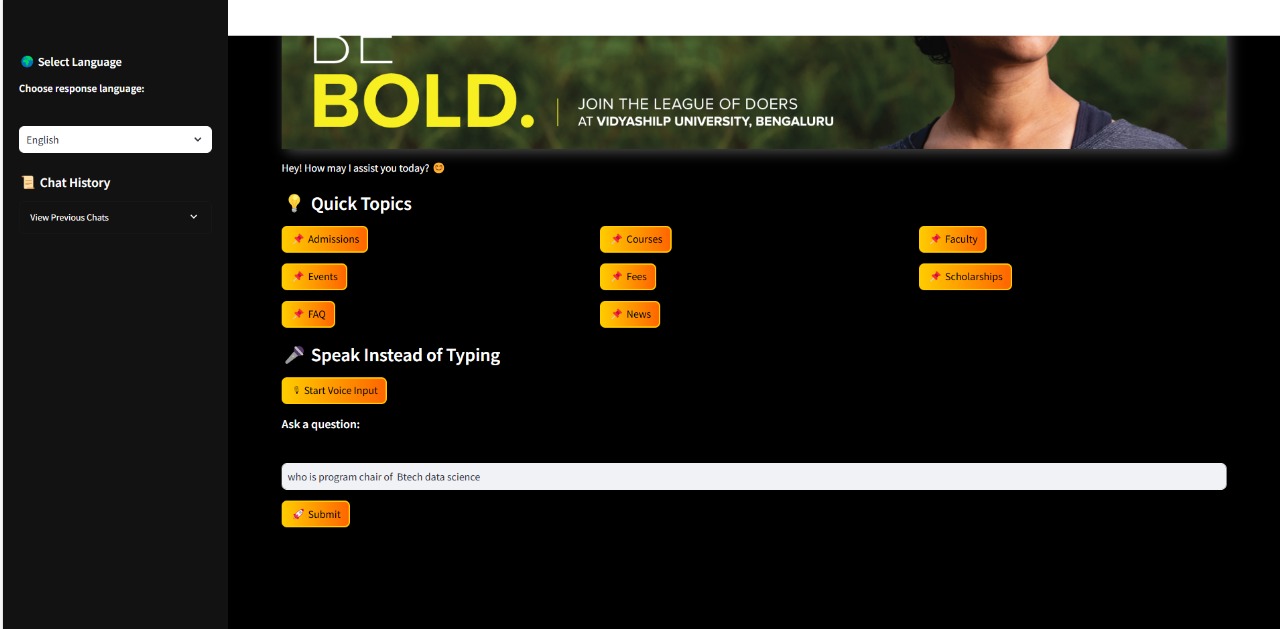 Select Language
Choose response language:
English
Chat History
View Previous Chats
BE
BOLD.
JOIN THE LEAGUE OF DOERS
AT VIDYASHILP UNIVERSITY, BENGALURU
Hey! How may I assist you today? 😊
Quick Topics
Admissions
Courses
Faculty
Events
Fees
Scholarships
FAQ
News
Speak Instead of Typing
Start Voice Input
Ask a question:
who is program chair of  Btech data science
Submit